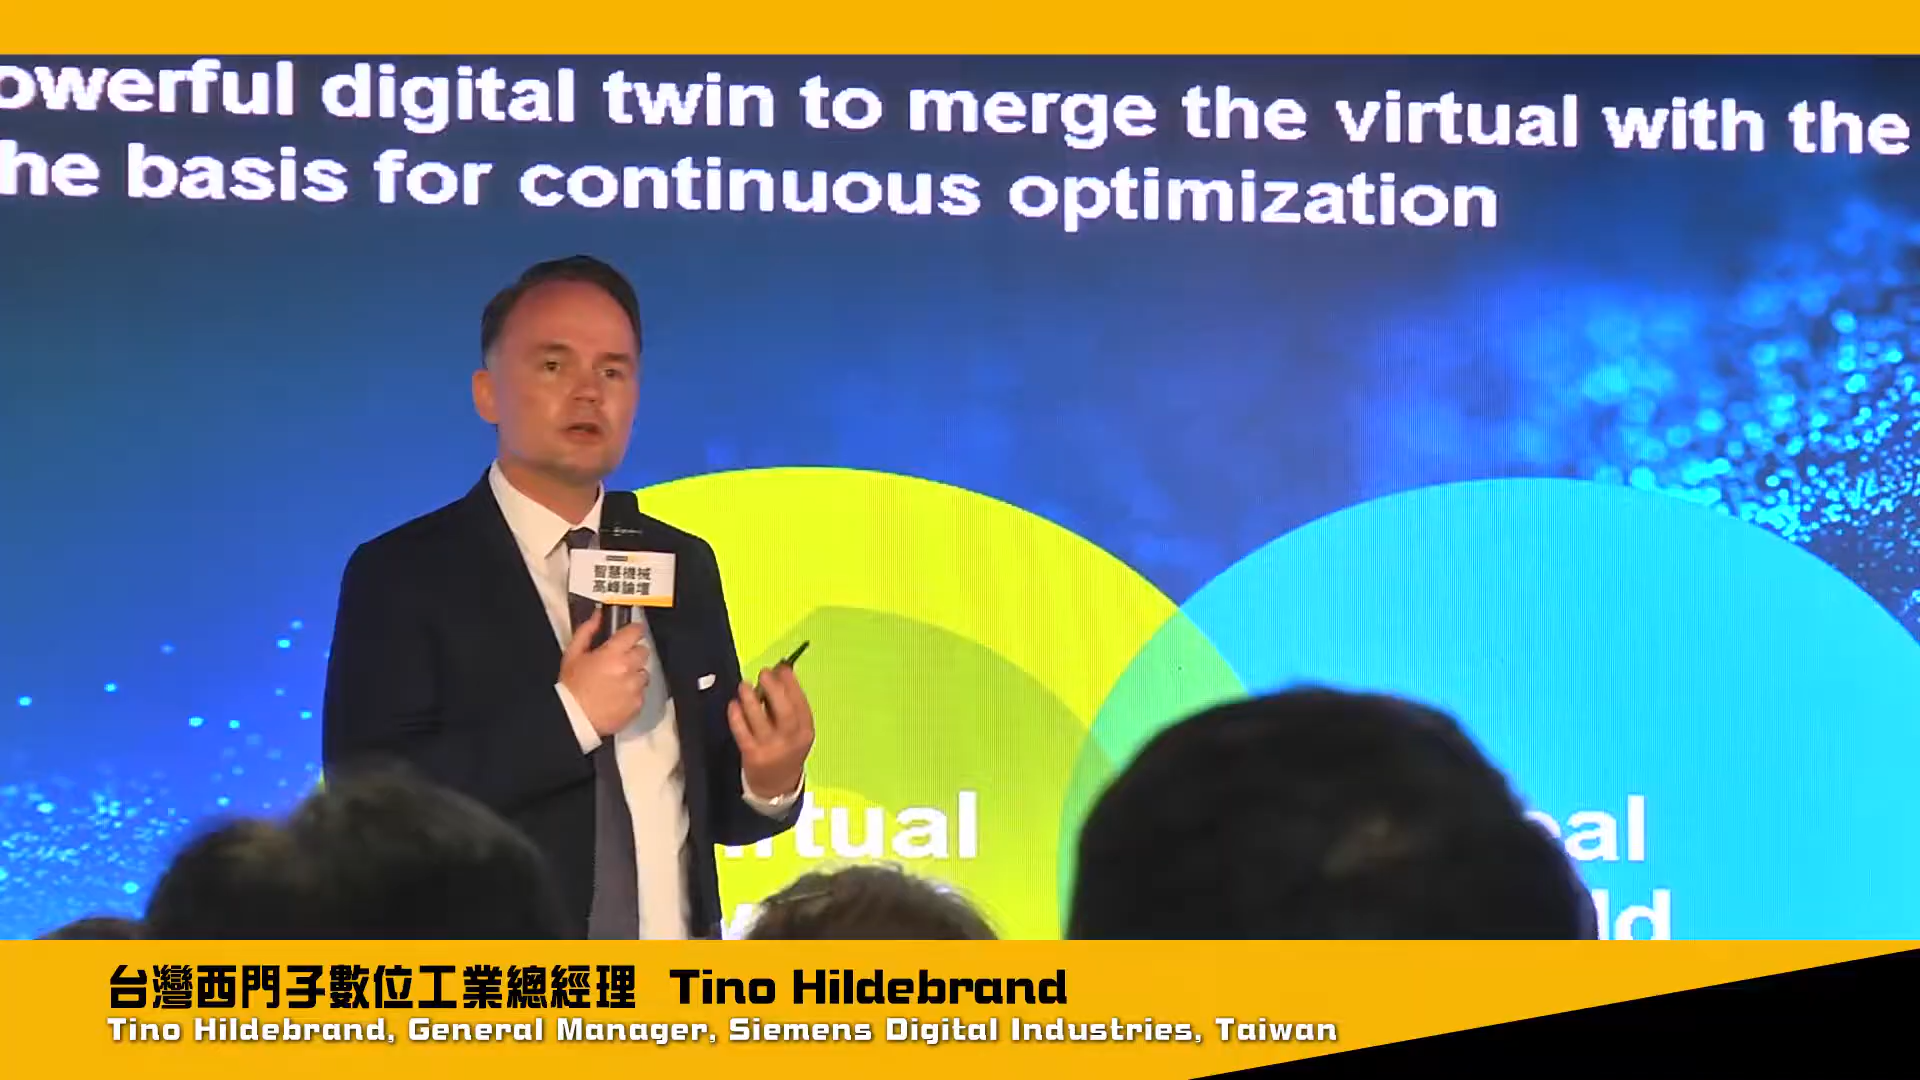 owerful digital twin to merge the virtual with the
he basis for continuous optimization
智慧機械
高峰論壇
rtual
eal
ld
台灣西門子數位工業總經理 Tino Hildebrand
Tino Hildebrand, General Manager, Siemens Digital Industries, Taiwan